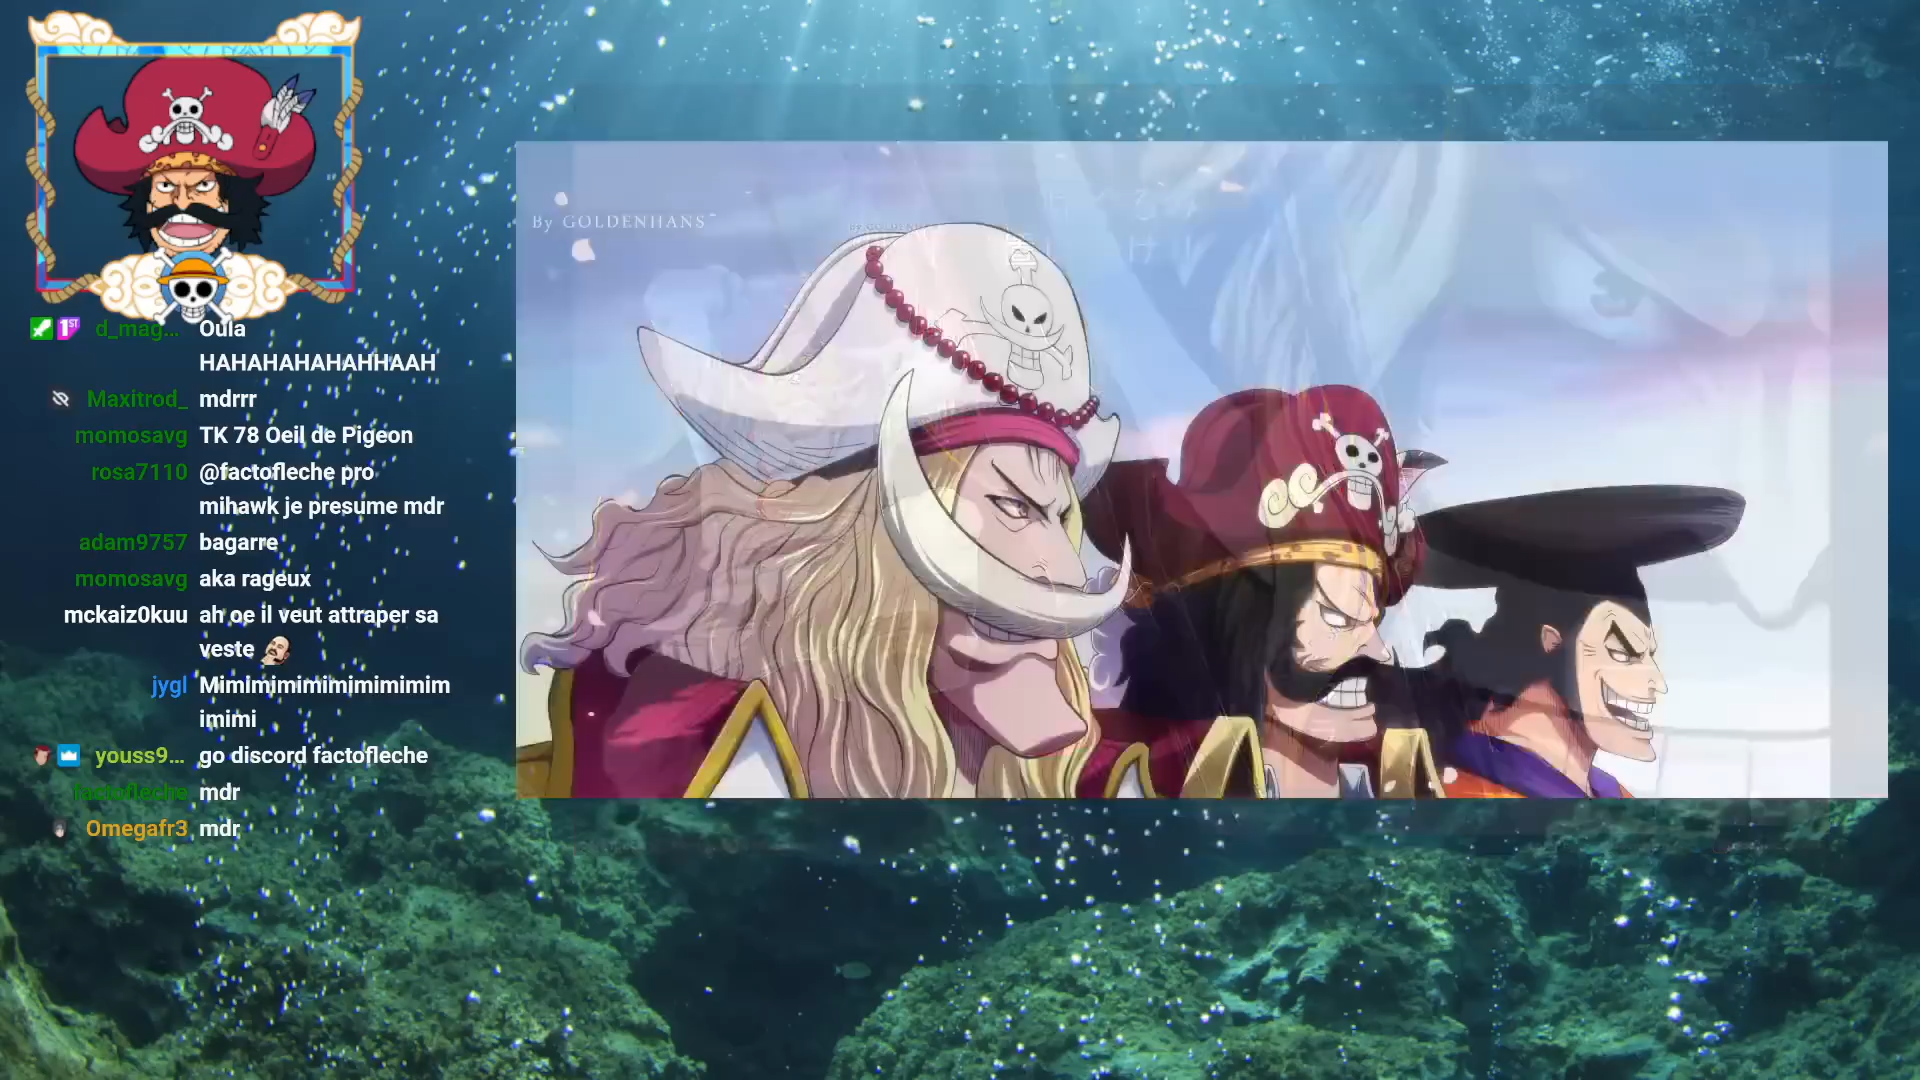 d_mag... Oula
HAHAHAHAHAHHAAH
Maxitrod_ mdrrr
momosavg TK 78 Oeil de Pigeon
rosa7110 @factofleche pro
mihawk je presume mdr
adam9757 bagarre
momosavg aka rageux
mckaiz0kuu ah oe il veut attraper sa
veste
jygl Mimimimimimimimimim
imimi
youss9... go discord factofleche
factofleche mdr
Omegafr3 mdr
1ST
By GOLDENHANS